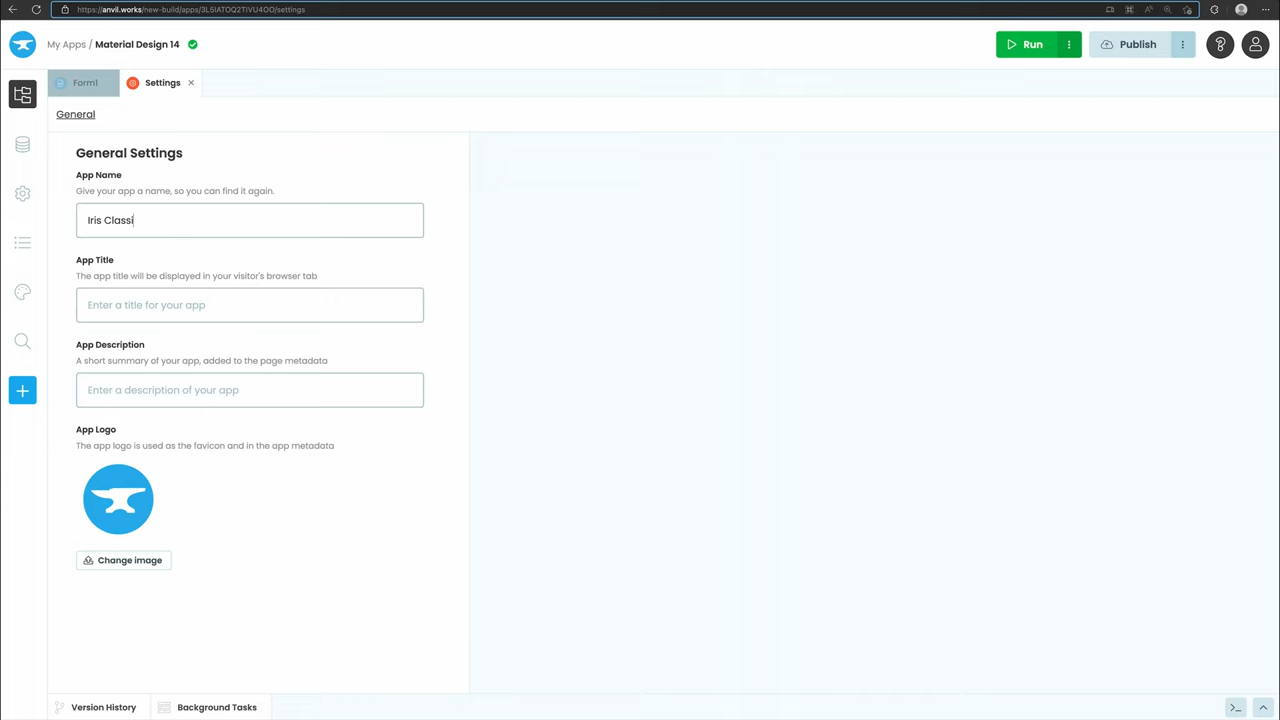 https://anvil.works/new-build/apps/3L5IATOQ2TIVU4OO/settings
My Apps / Material Design 14
Run
Publish
Form1
Settings
General
General Settings
App Name
Give your app a name, so you can find it again.
Iris Classi
App Title
The app title will be displayed in your visitor's browser tab
Enter a title for your app
App Description
A short summary of your app, added to the page metadata
Enter a description of your app
App Logo
The app logo is used as the favicon and in the app metadata
Change image
Version History
Background Tasks